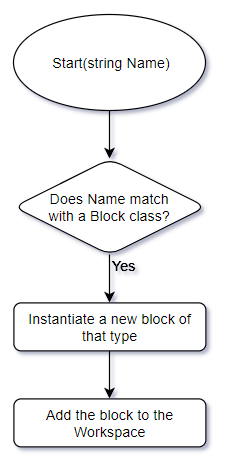 Start(string Name)
Does Name match
with a Block class?
Yes
Instantiate a new block of
that type
Add the block to the
Workspace